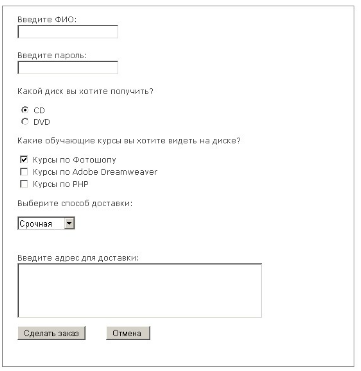 Введите ФИО:
Введите пароль:
Какой диск вы хотите получить?
CD
DVD
Какие обучающие курсы вы хотите видеть на диске?
Курсы по Фотошопу
Курсы по Adobe Dreamweaver
Курсы по PHP
Выберите способ доставки:
Срочная
Введите адрес для доставки:
Сделать заказ Отмена